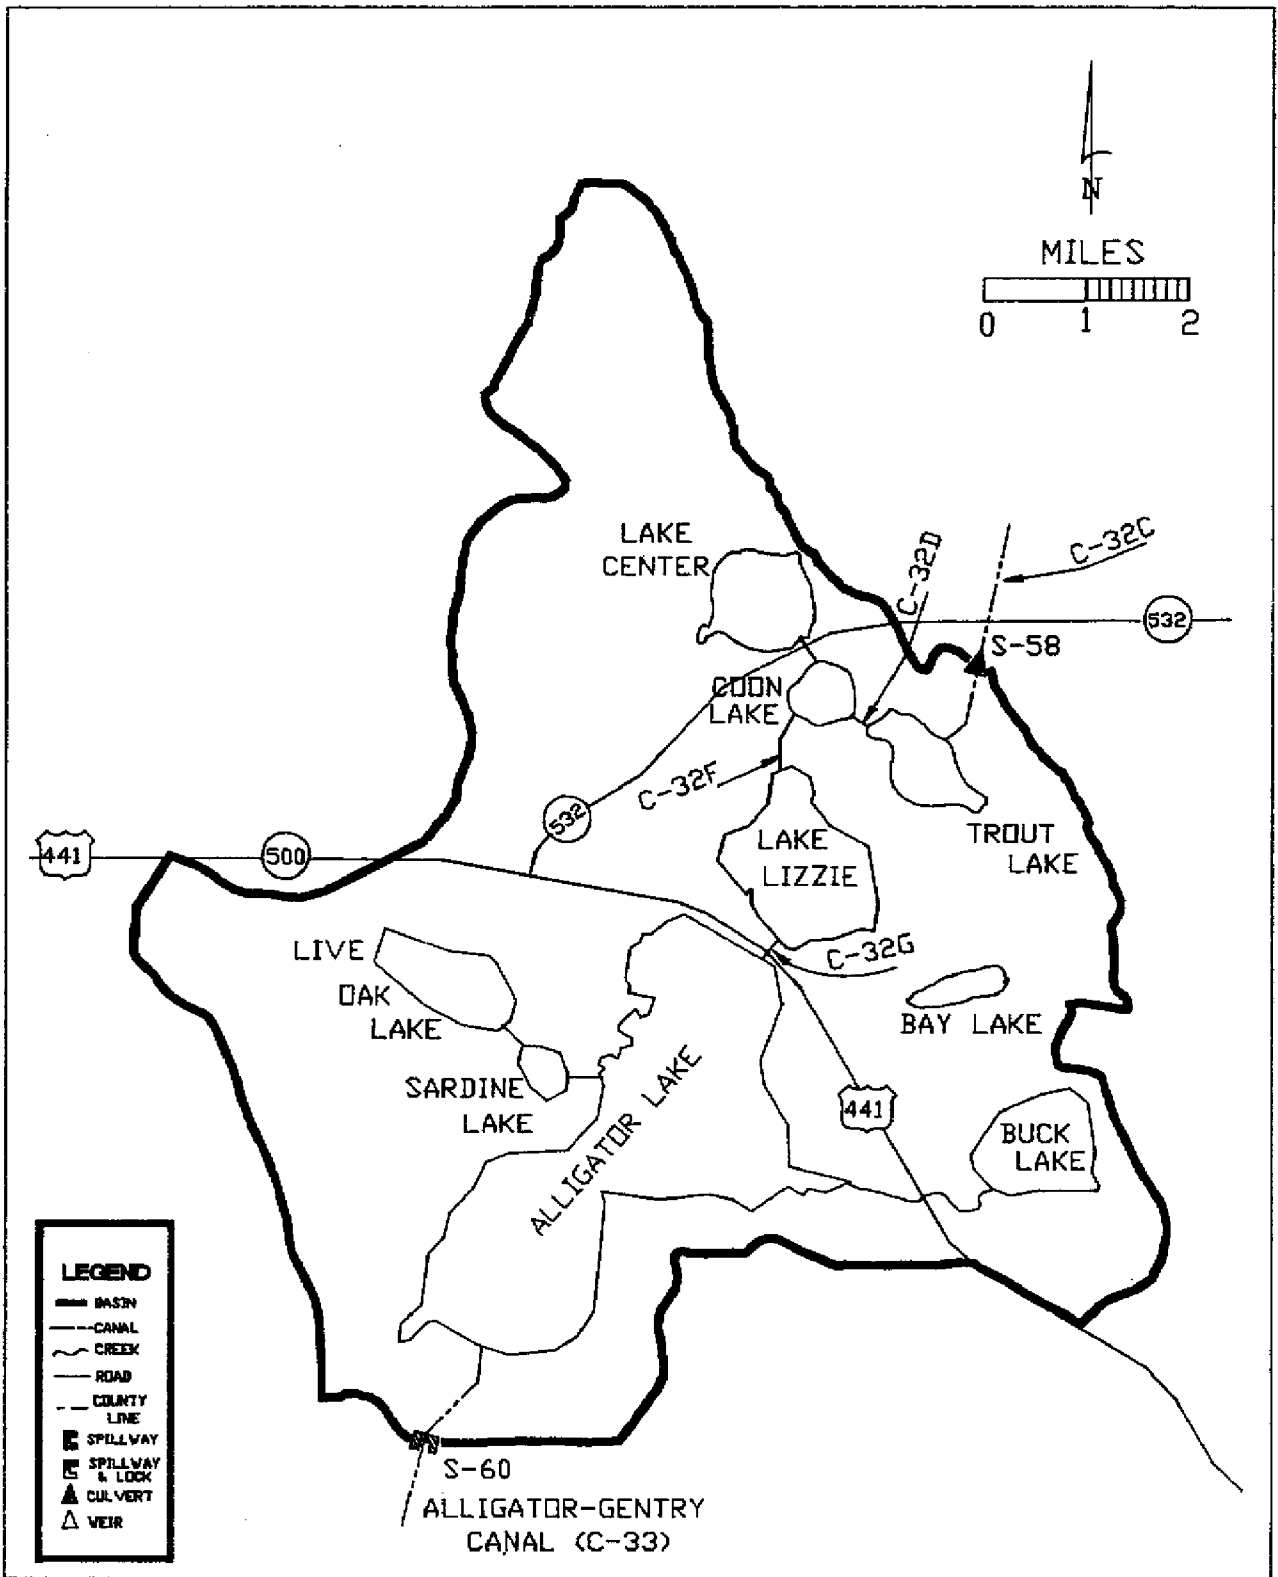 N
MILES
0 1 2
LAKE
CENTER
C-32D
C-32C
532
S-58
COON
LAKE
C-32F
532
TROUT
LAKE
441
500
LAKE
LIZZIE
LIVE
OAK
LAKE
C-32G
BAY LAKE
SARDINE
LAKE
ALLIGATOR LAKE
441
BUCK
LAKE
LEGEND
BASIN
CANAL
CREEK
ROAD
COUNTY
LINE
SPILLWAY
SPILLWAY
& LOCK
CULVERT
WEIR
S-60
ALLIGATOR-GENTRY
CANAL (C-33)